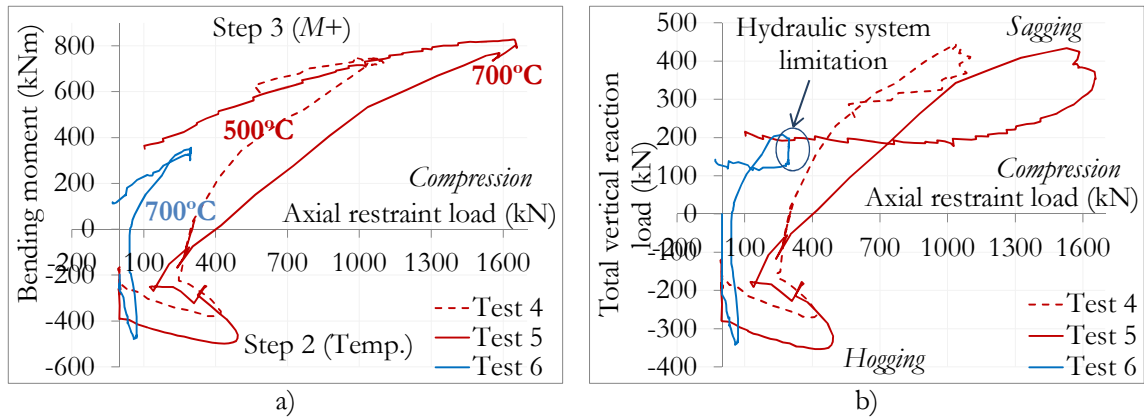 Step 3 (M+)
Bending moment (kNm)
800
600
400
200
0
-200
-400
-600
700ºC
500ºC
700ºC
Compression
Axial restraint load (kN)
-200 100 400 700 1000 1300 1600
Step 2 (Temp.)
Test 4
Test 5
Test 6
a)
Hydraulic system
limitation
Sagging
Total vertical reaction
load (kN)
500
400
300
200
100
0
-100
-200
-300
-400
Compression
Axial restraint load (kN)
-200 100 400 700 1000 1300 1600
Hogging
Test 4
Test 5
Test 6
b)